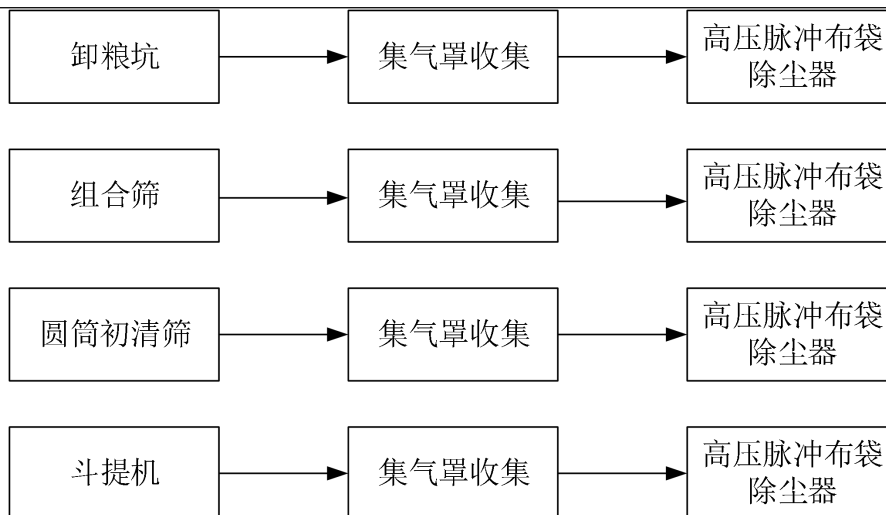 卸粮坑
集气罩收集
高压脉冲布袋
除尘器
组合筛
集气罩收集
高压脉冲布袋
除尘器
圆筒初清筛
集气罩收集
高压脉冲布袋
除尘器
斗提机
集气罩收集
高压脉冲布袋
除尘器